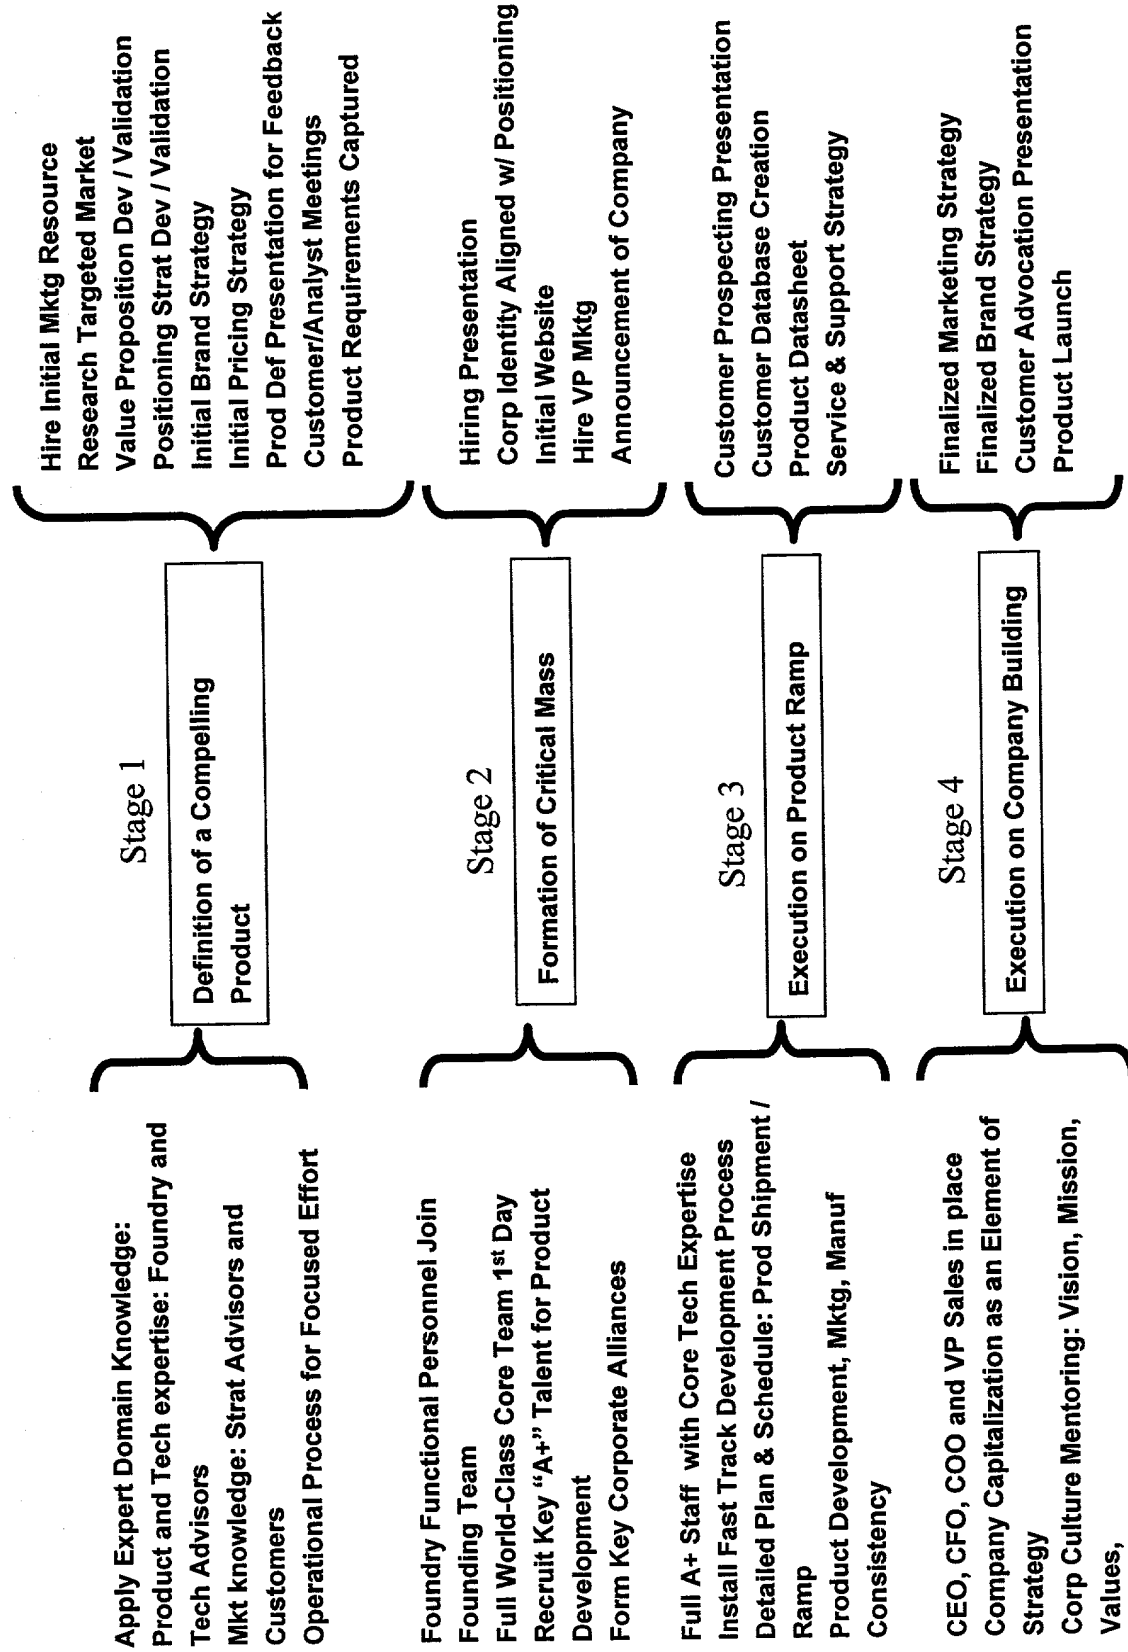 Stage 1
Apply Expert Domain Knowledge:
Product and Tech expertise: Foundry and
Tech Advisors
Mkt knowledge: Strat Advisors and
Customers
Operational Process for Focused Effort
Definition of a Compelling
Product
Hire Initial Mktg Resource
Research Targeted Market
Value Proposition Dev / Validation
Positioning Strat Dev / Validation
Initial Brand Strategy
Initial Pricing Strategy
Prod Def Presentation for Feedback
Customer/Analyst Meetings
Product Requirements Captured
Stage 2
Foundry Functional Personnel Join
Founding Team
Full World-Class Core Team 1st Day
Recruit Key “A+” Talent for Product
Development
Form Key Corporate Alliances
Formation of Critical Mass
Hiring Presentation
Corp Identity Aligned w/ Positioning
Initial Website
Hire VP Mktg
Announcement of Company
Stage 3
Full A+ Staff with Core Tech Expertise
Install Fast Track Development Process
Detailed Plan & Schedule: Prod Shipment /
Ramp
Product Development, Mktg, Manuf
Consistency
Execution on Product Ramp
Customer Prospecting Presentation
Customer Database Creation
Product Datasheet
Service & Support Strategy
Stage 4
CEO, CFO, COO and VP Sales in place
Company Capitalization as an Element of
Strategy
Corp Culture Mentoring: Vision, Mission,
Values,
Execution on Company Building
Finalized Marketing Strategy
Finalized Brand Strategy
Customer Advocation Presentation
Product Launch